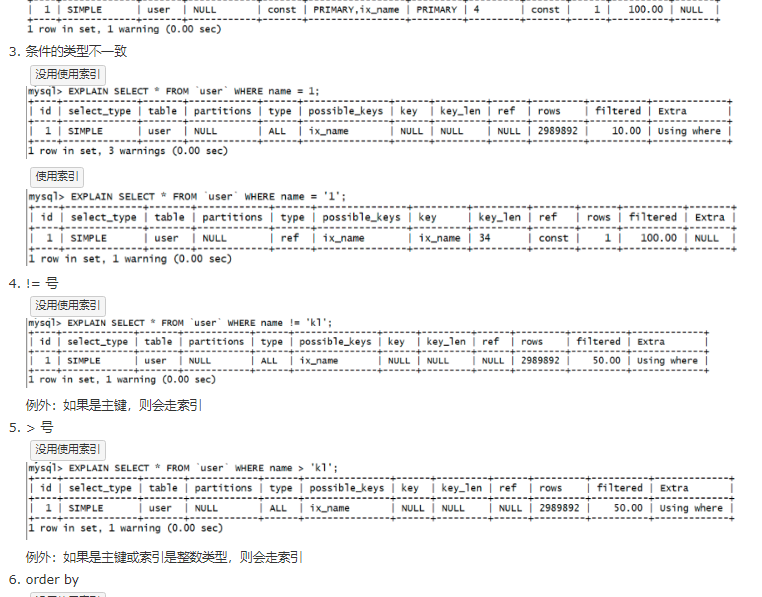 | 1 | SIMPLE | user | NULL | const | PRIMARY,ix_name | PRIMARY | 4 | const | 1 | 100.00 | NULL |
1 row in set, 1 warning (0.00 sec)
3. 条件的类型不一致
没用使用索引
mysql> EXPLAIN SELECT * FROM `user` WHERE name = 1;
| id | select_type | table | partitions | type | possible_keys | key | key_len | ref | rows | filtered | Extra |
| 1 | SIMPLE | user | NULL | ALL | ix_name | NULL | NULL | NULL | 2989892 | 10.00 | Using where |
1 row in set, 3 warnings (0.00 sec)
使用索引
mysql> EXPLAIN SELECT * FROM `user` WHERE name = '1';
| id | select_type | table | partitions | type | possible_keys | key | key_len | ref | rows | filtered | Extra |
| 1 | SIMPLE | user | NULL | ref | ix_name | ix_name | 34 | const | 1 | 100.00 | NULL |
1 row in set, 1 warning (0.00 sec)
4. != 号
没用使用索引
mysql> EXPLAIN SELECT * FROM `user` WHERE name != 'kl';
| id | select_type | table | partitions | type | possible_keys | key | key_len | ref | rows | filtered | Extra |
| 1 | SIMPLE | user | NULL | ALL | ix_name | NULL | NULL | NULL | 2989892 | 50.00 | Using where |
1 row in set, 1 warning (0.00 sec)
例外：如果是主键，则会走索引
5. > 号
没用使用索引
mysql> EXPLAIN SELECT * FROM `user` WHERE name > 'kl';
| id | select_type | table | partitions | type | possible_keys | key | key_len | ref | rows | filtered | Extra |
| 1 | SIMPLE | user | NULL | ALL | ix_name | NULL | NULL | NULL | 2989892 | 50.00 | Using where |
1 row in set, 1 warning (0.00 sec)
例外：如果是主键或索引是整数类型，则会走索引
6. order by